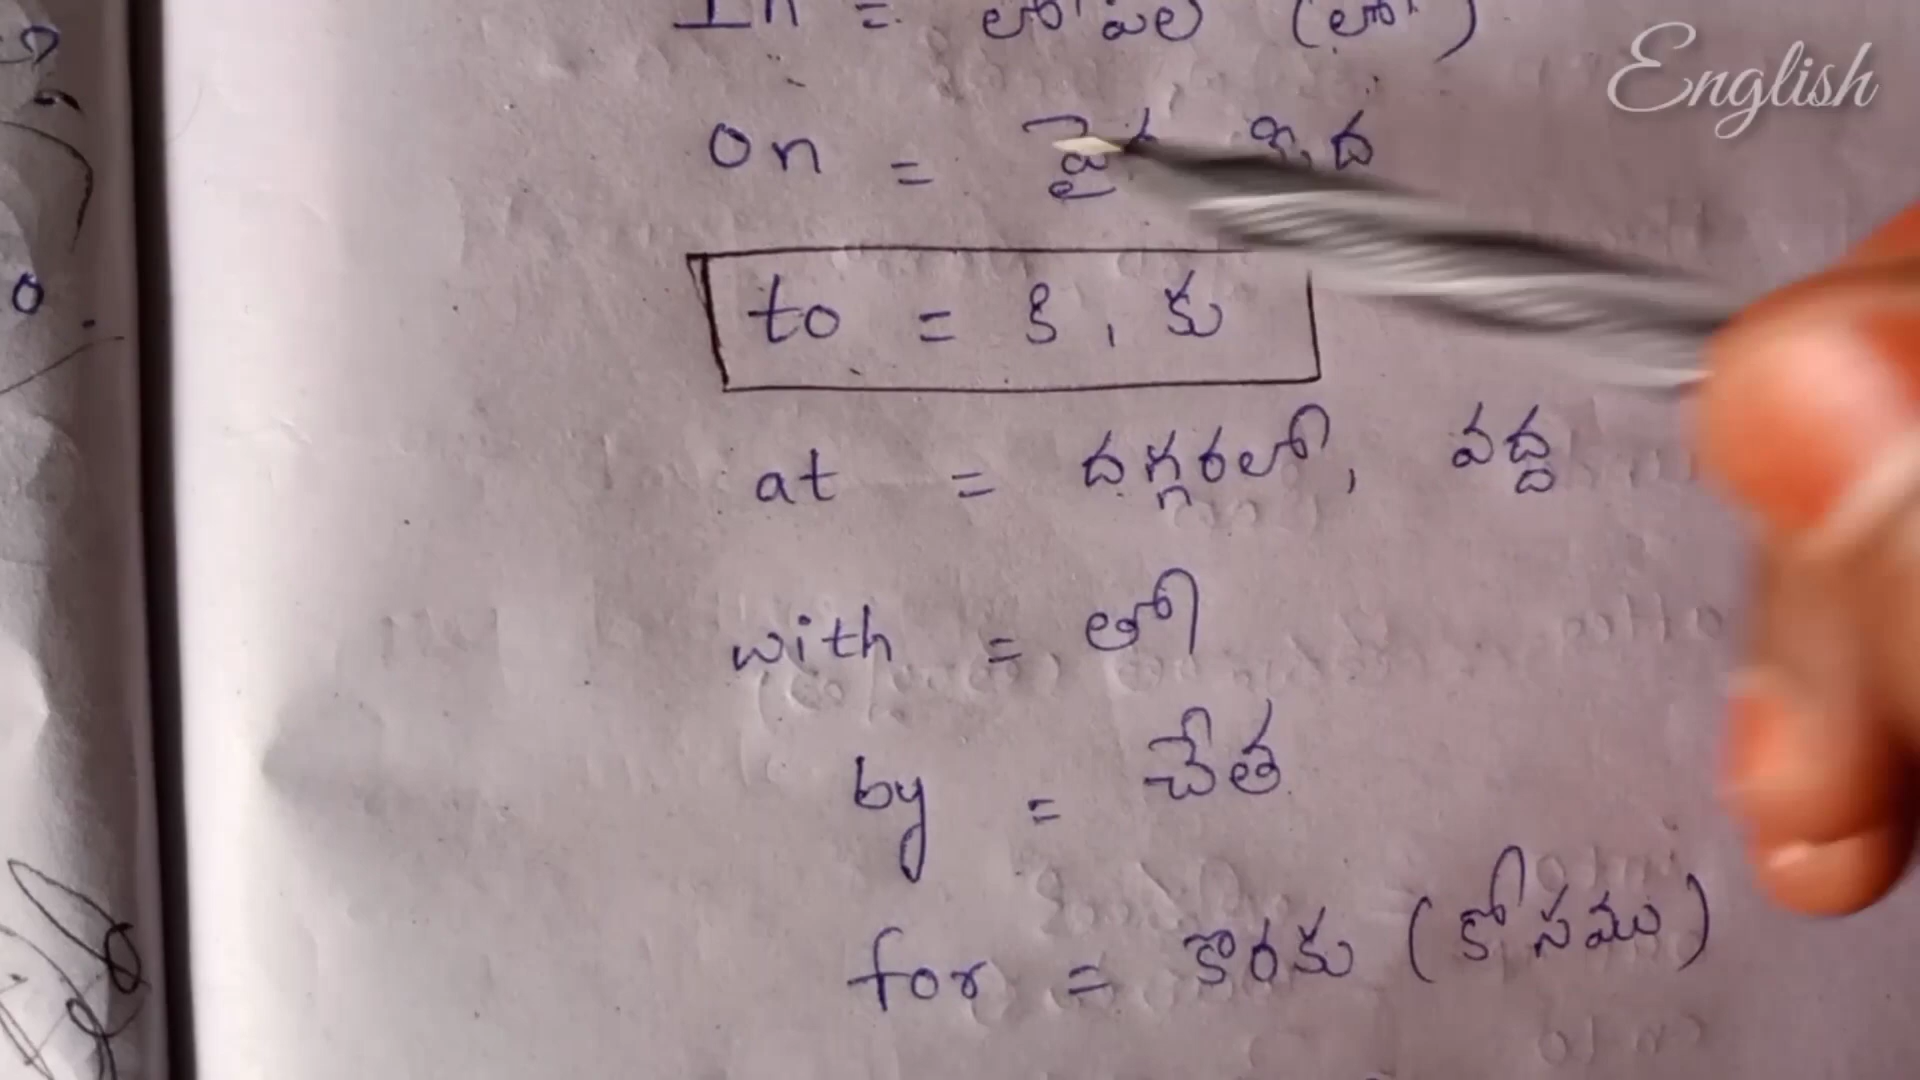 In = లోపల (లో)
English
on = పైన మీద
to = కి, కు
at = దగ్గరలో, వద్ద
with = తో
by = చేత
for = కొరకు (కోసము)